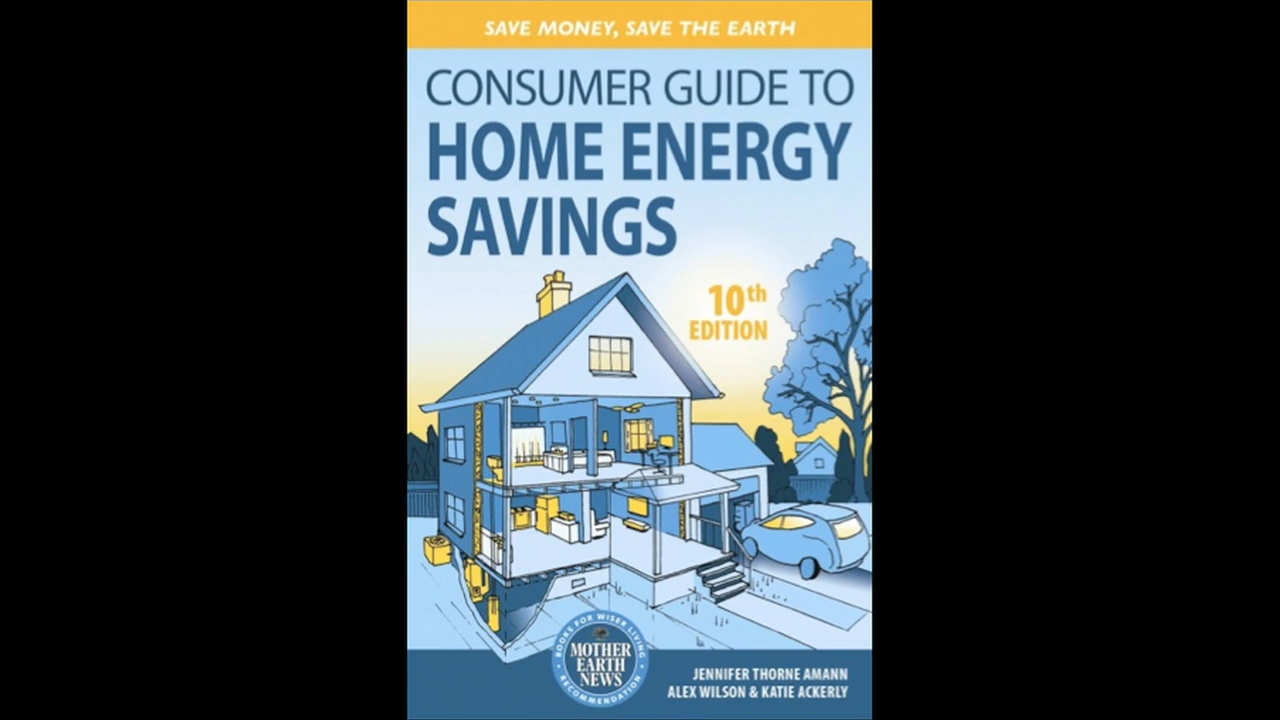 SAVE MONEY, SAVE THE EARTH
CONSUMER GUIDE TO
HOME ENERGY
SAVINGS
10th
EDITION
BOOKS FOR WISER LIVING
MOTHER
EARTH
NEWS
RECOMMENDATION
JENNIFER THORNE AMANN
ALEX WILSON & KATIE ACKERLY